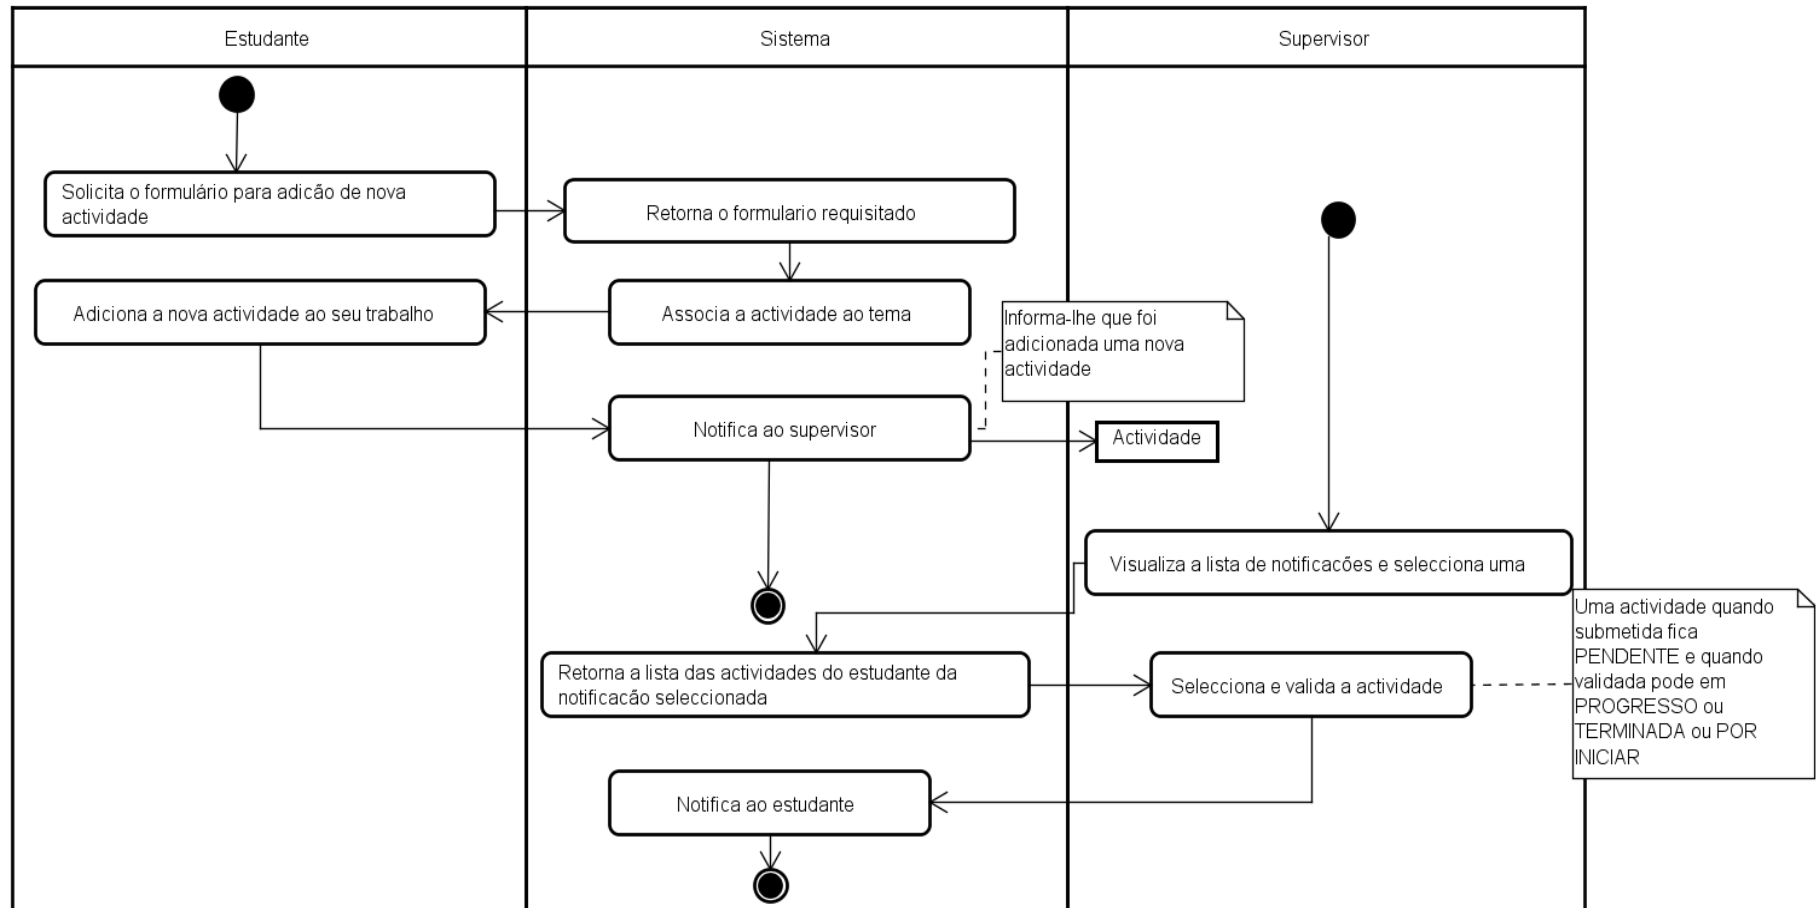 Estudante
Sistema
Supervisor
Solicita o formulário para adicão de nova
actividade
Retorna o formulario requisitado
Adiciona a nova actividade ao seu trabalho
Associa a actividade ao tema
Informa-lhe que foi
adicionada uma nova
actividade
Notifica ao supervisor
Actividade
Visualiza a lista de notificacões e selecciona uma
Retorna a lista das actividades do estudante da
notificacão seleccionada
Selecciona e valida a actividade
Uma actividade quando
submetida fica
PENDENTE e quando
validada pode em
PROGRESSO ou
TERMINADA ou POR
INICIAR
Notifica ao estudante